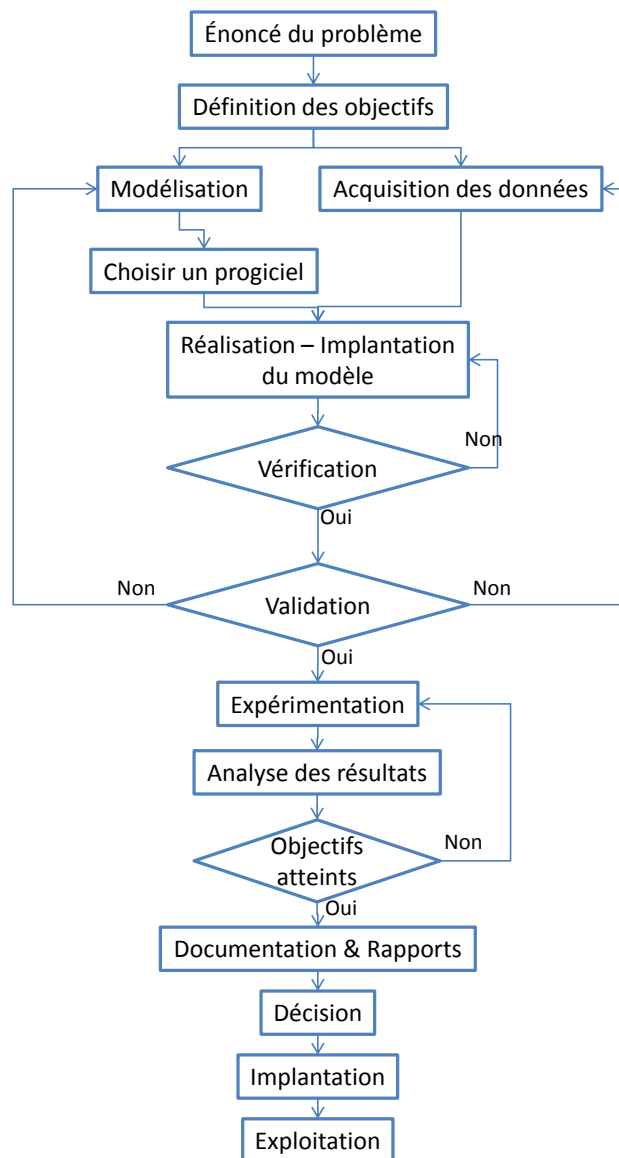 Énoncé du problème
Définition des objectifs
Modélisation
Acquisition des données
Choisir un progiciel
Réalisation – Implantation
du modèle
Non
Vérification
Oui
Non
Validation
Non
Oui
Expérimentation
Analyse des résultats
Objectifs
atteints
Non
Oui
Documentation & Rapports
Décision
Implantation
Exploitation